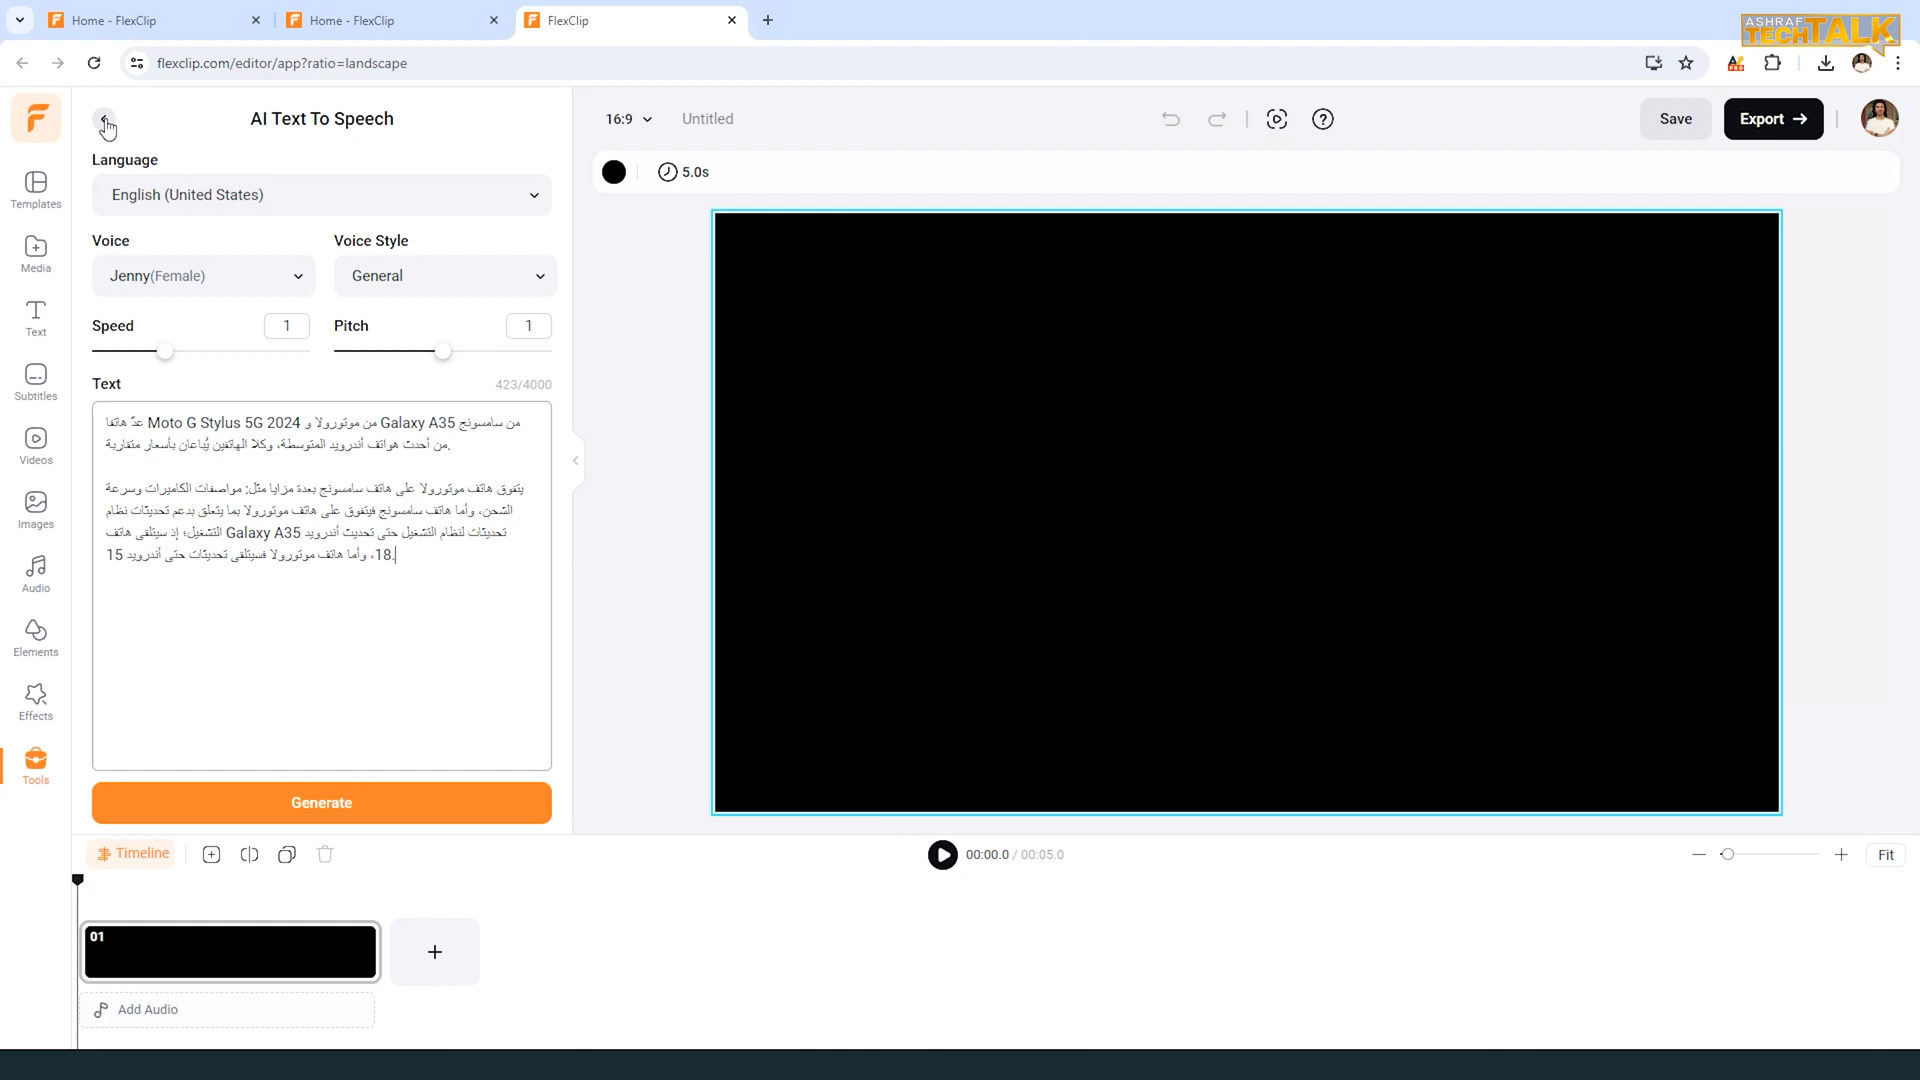 Home - FlexClip
Home - FlexClip
FlexClip
ASHRAF
TECH TALK
flexclip.com/editor/app?ratio=landscape
AI Text To Speech
16:9
Untitled
Save
Export
Language
English (United States)
5.0s
Templates
Voice
Voice Style
Media
Jenny(Female)
General
Text
Speed
1
Pitch
1
Text
423/4000
Subtitles
عدّ هاتفا Moto G Stylus 5G 2024 من موتورولا و Galaxy A35 من سامسونج
من أحدث هواتف أندرويد المتوسطة، وكلا الهاتفين يُباعان بأسعار متقاربة.
Videos
يتفوق هاتف موتورولا على هاتف سامسونج بعدة مزايا مثل: مواصفات الكاميرات وسرعة
الشحن، وأما هاتف سامسونج فيتفوق على هاتف موتورولا بما يتعلق بدعم تحديثات نظام
التشغيل؛ إذ سيتلقى هاتف Galaxy A35 تحديثات لنظام التشغيل حتى تحديث أندرويد
15 وأما هاتف موتورولا فسيتلقى تحديثات حتى أندرويد ،18.
Images
Audio
Elements
Effects
Tools
Generate
Timeline
00:00.0 / 00:05.0
Fit
01
Add Audio